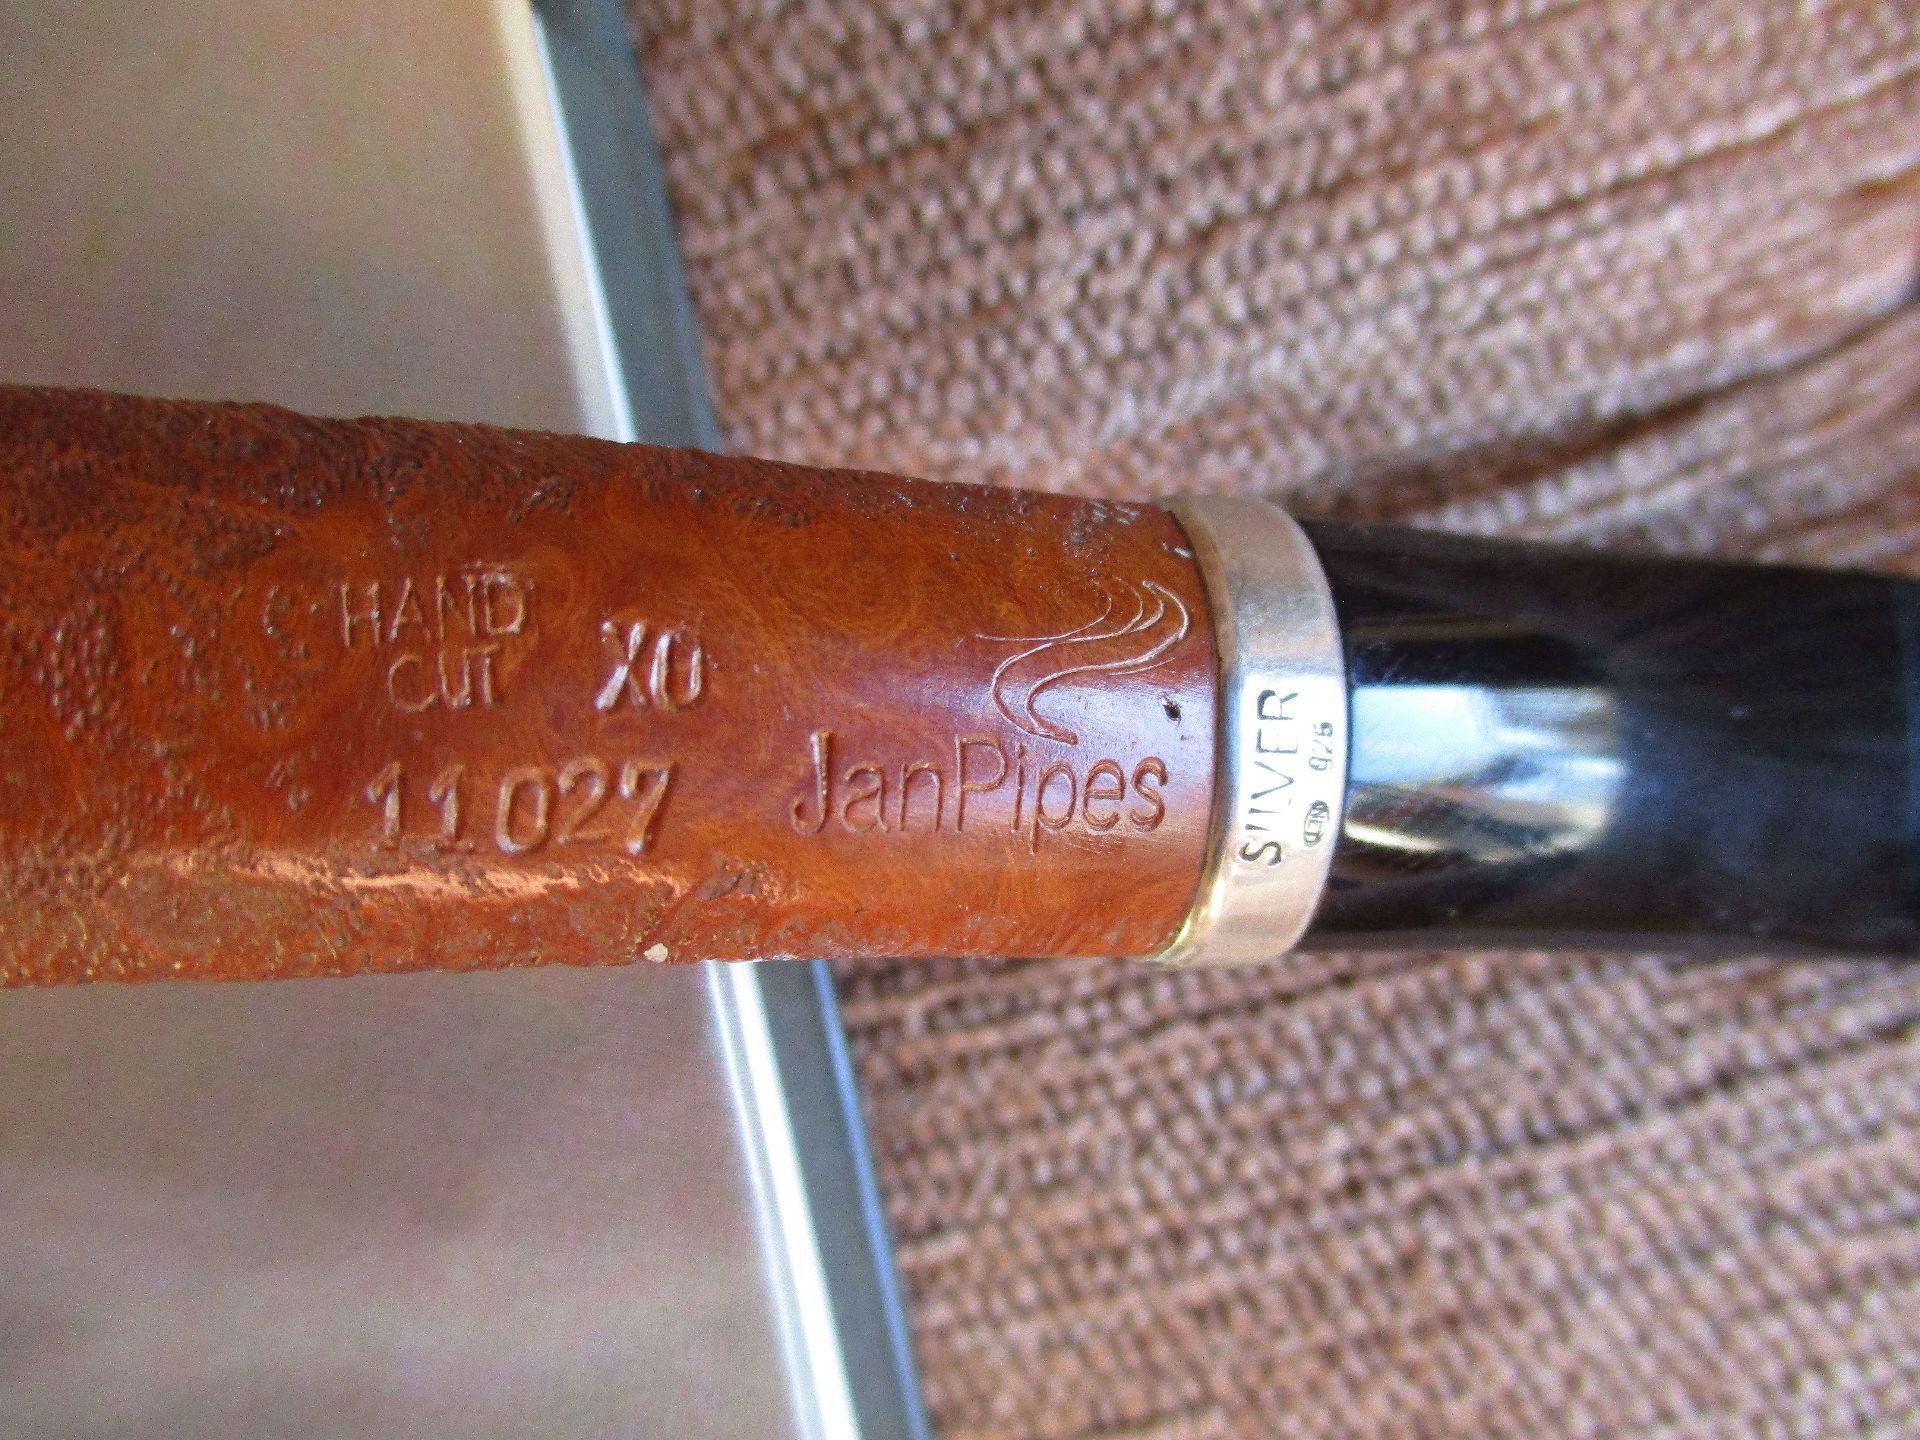 HAND
CUT XO
11027
JanPipes
SILVER
925